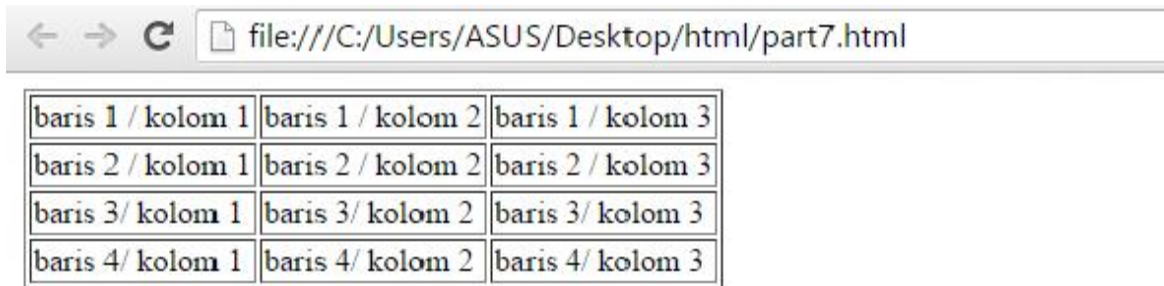 file:///C:/Users/ASUS/Desktop/html/part7.html
baris 1 / kolom 1 baris 1 / kolom 2 baris 1 / kolom 3
baris 2 / kolom 1 baris 2 / kolom 2 baris 2 / kolom 3
baris 3/ kolom 1 baris 3/ kolom 2 baris 3/ kolom 3
baris 4/ kolom 1 baris 4/ kolom 2 baris 4/ kolom 3